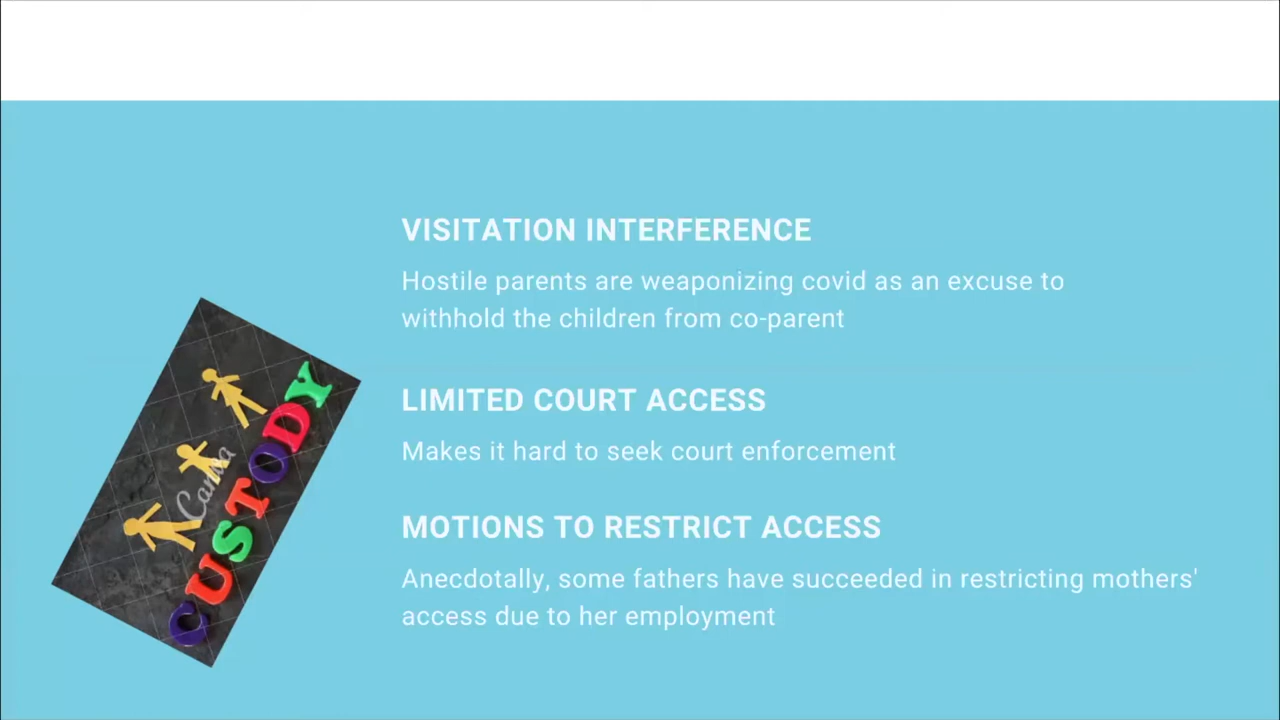 VISITATION INTERFERENCE
Hostile parents are weaponizing covid as an excuse to
withhold the children from co-parent
LIMITED COURT ACCESS
Makes it hard to seek court enforcement
MOTIONS TO RESTRICT ACCESS
Anecdotally, some fathers have succeeded in restricting mothers'
access due to her employment
CUSTODY
Canva